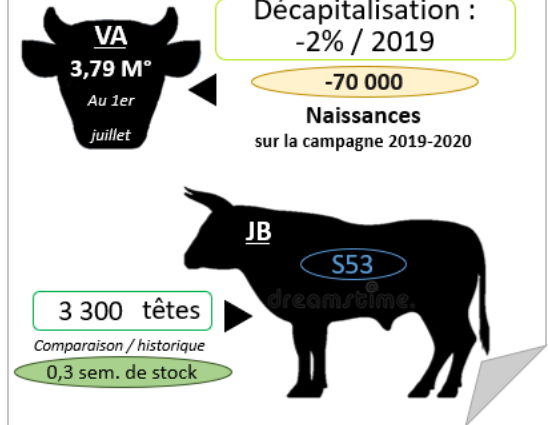 Décapitalisation :
-2% / 2019
VA
3,79 M°
Au 1er
juillet
-70 000
Naissances
sur la campagne 2019-2020
JB
S53
dreamstime.
3 300 têtes
Comparaison / historique
0,3 sem. de stock